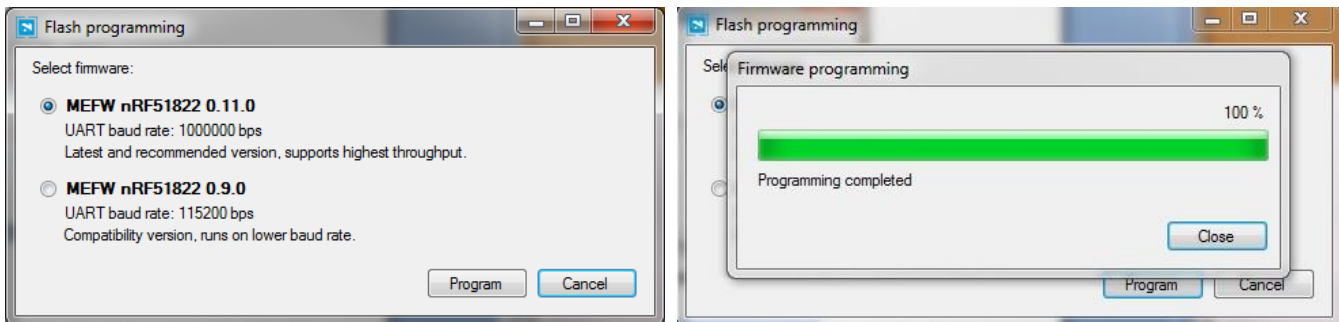 Flash programming
Select firmware:
MEFW nRF51822 0.11.0
UART baud rate: 1000000 bps
Latest and recommended version, supports highest throughput.
MEFW nRF51822 0.9.0
UART baud rate: 115200 bps
Compatibility version, runs on lower baud rate.
Program
Cancel
Flash programming
Sele
Firmware programming
100 %
Programming completed
Close
Program
Cancel